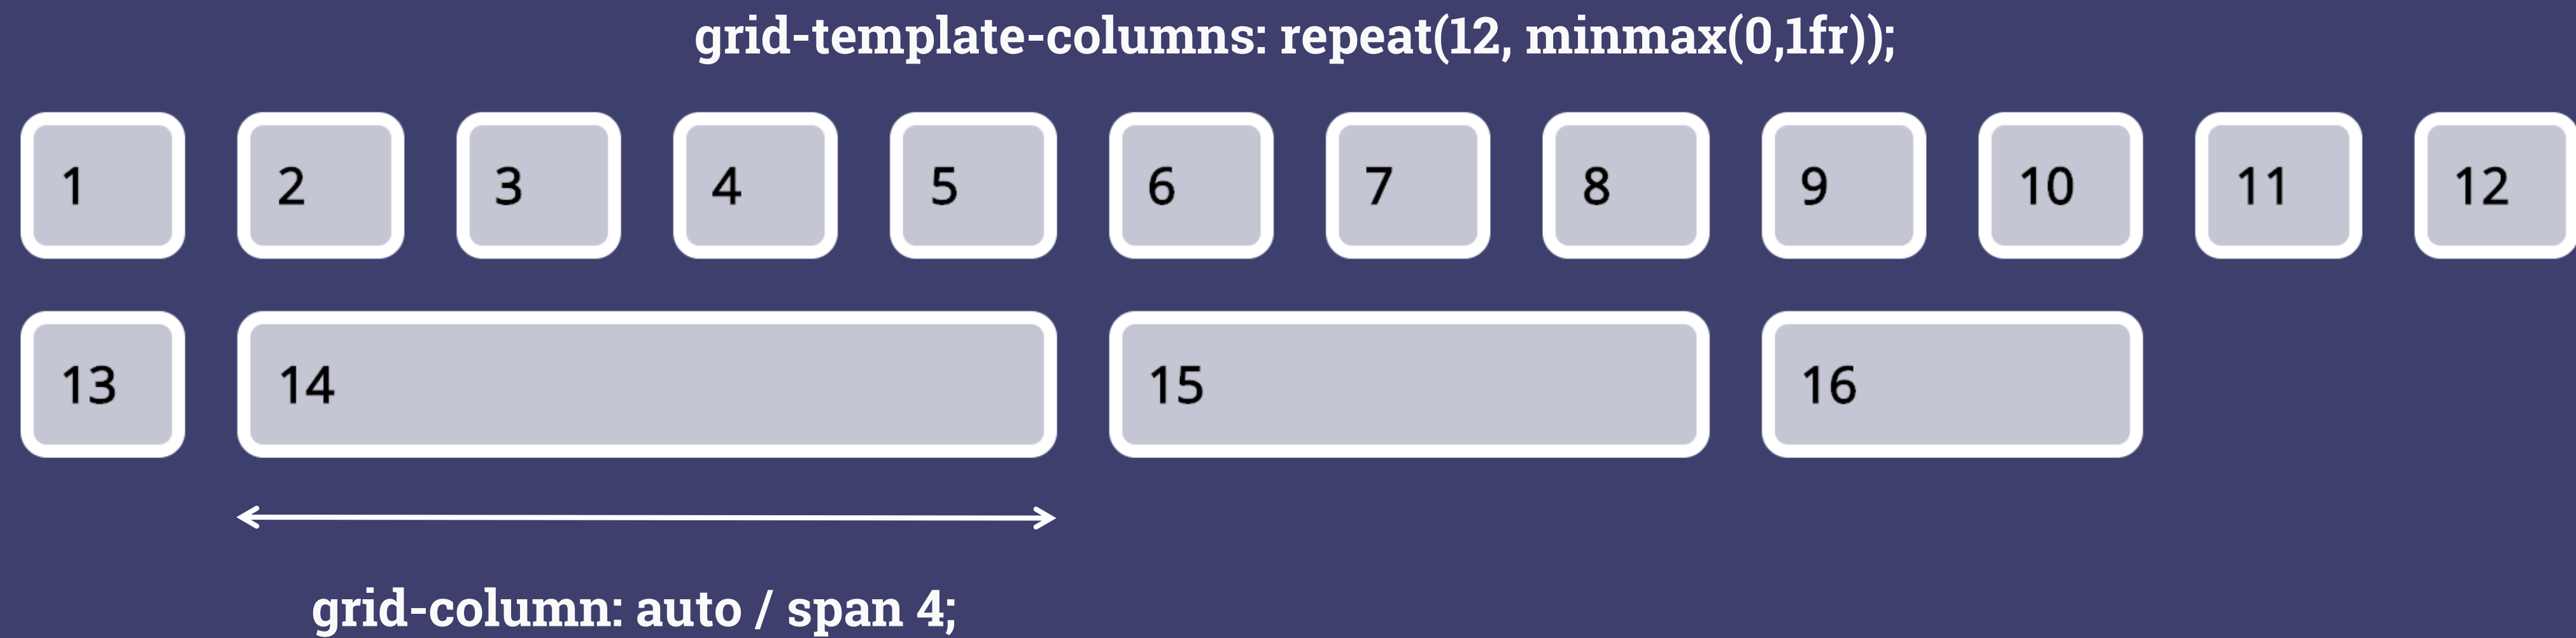 grid-template-columns: repeat(12, minmax(0,1fr));
1 2 3 4 5 6 7 8 9 10 11 12
13 14 15 16
grid-column: auto / span 4;